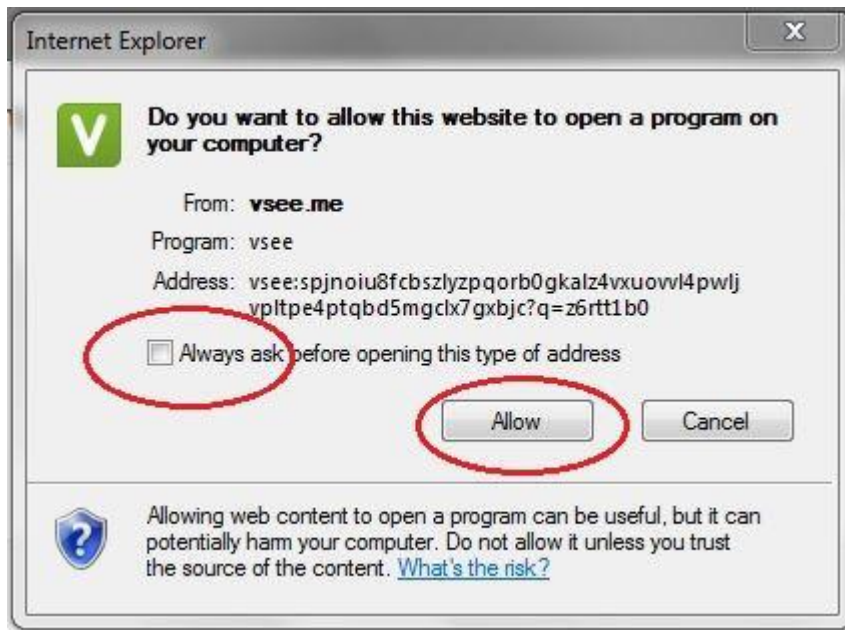 Internet Explorer
X
V
Do you want to allow this website to open a program on
your computer?
From: vsee.me
Program: vsee
Address: vsee:spjnoiu8fcbszlyzpqorb0gkalz4vxuovvl4pwlj
vpltpe4ptqbd5mgclx7gxbjc?q=z6rtt1b0
Always ask before opening this type of address
Allow Cancel
Allowing web content to open a program can be useful, but it can
potentially harm your computer. Do not allow it unless you trust
the source of the content. What's the risk?